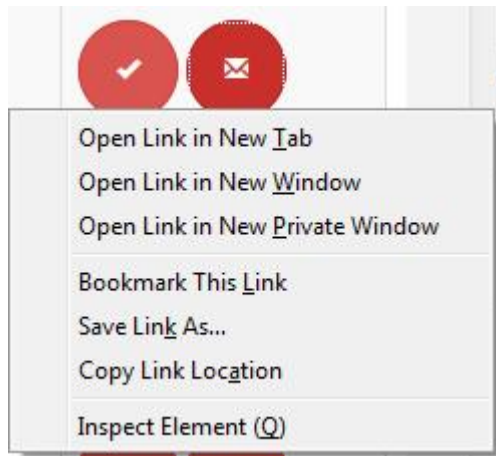 Open Link in New Tab
Open Link in New Window
Open Link in New Private Window
Bookmark This Link
Save Link As...
Copy Link Location
Inspect Element (Q)